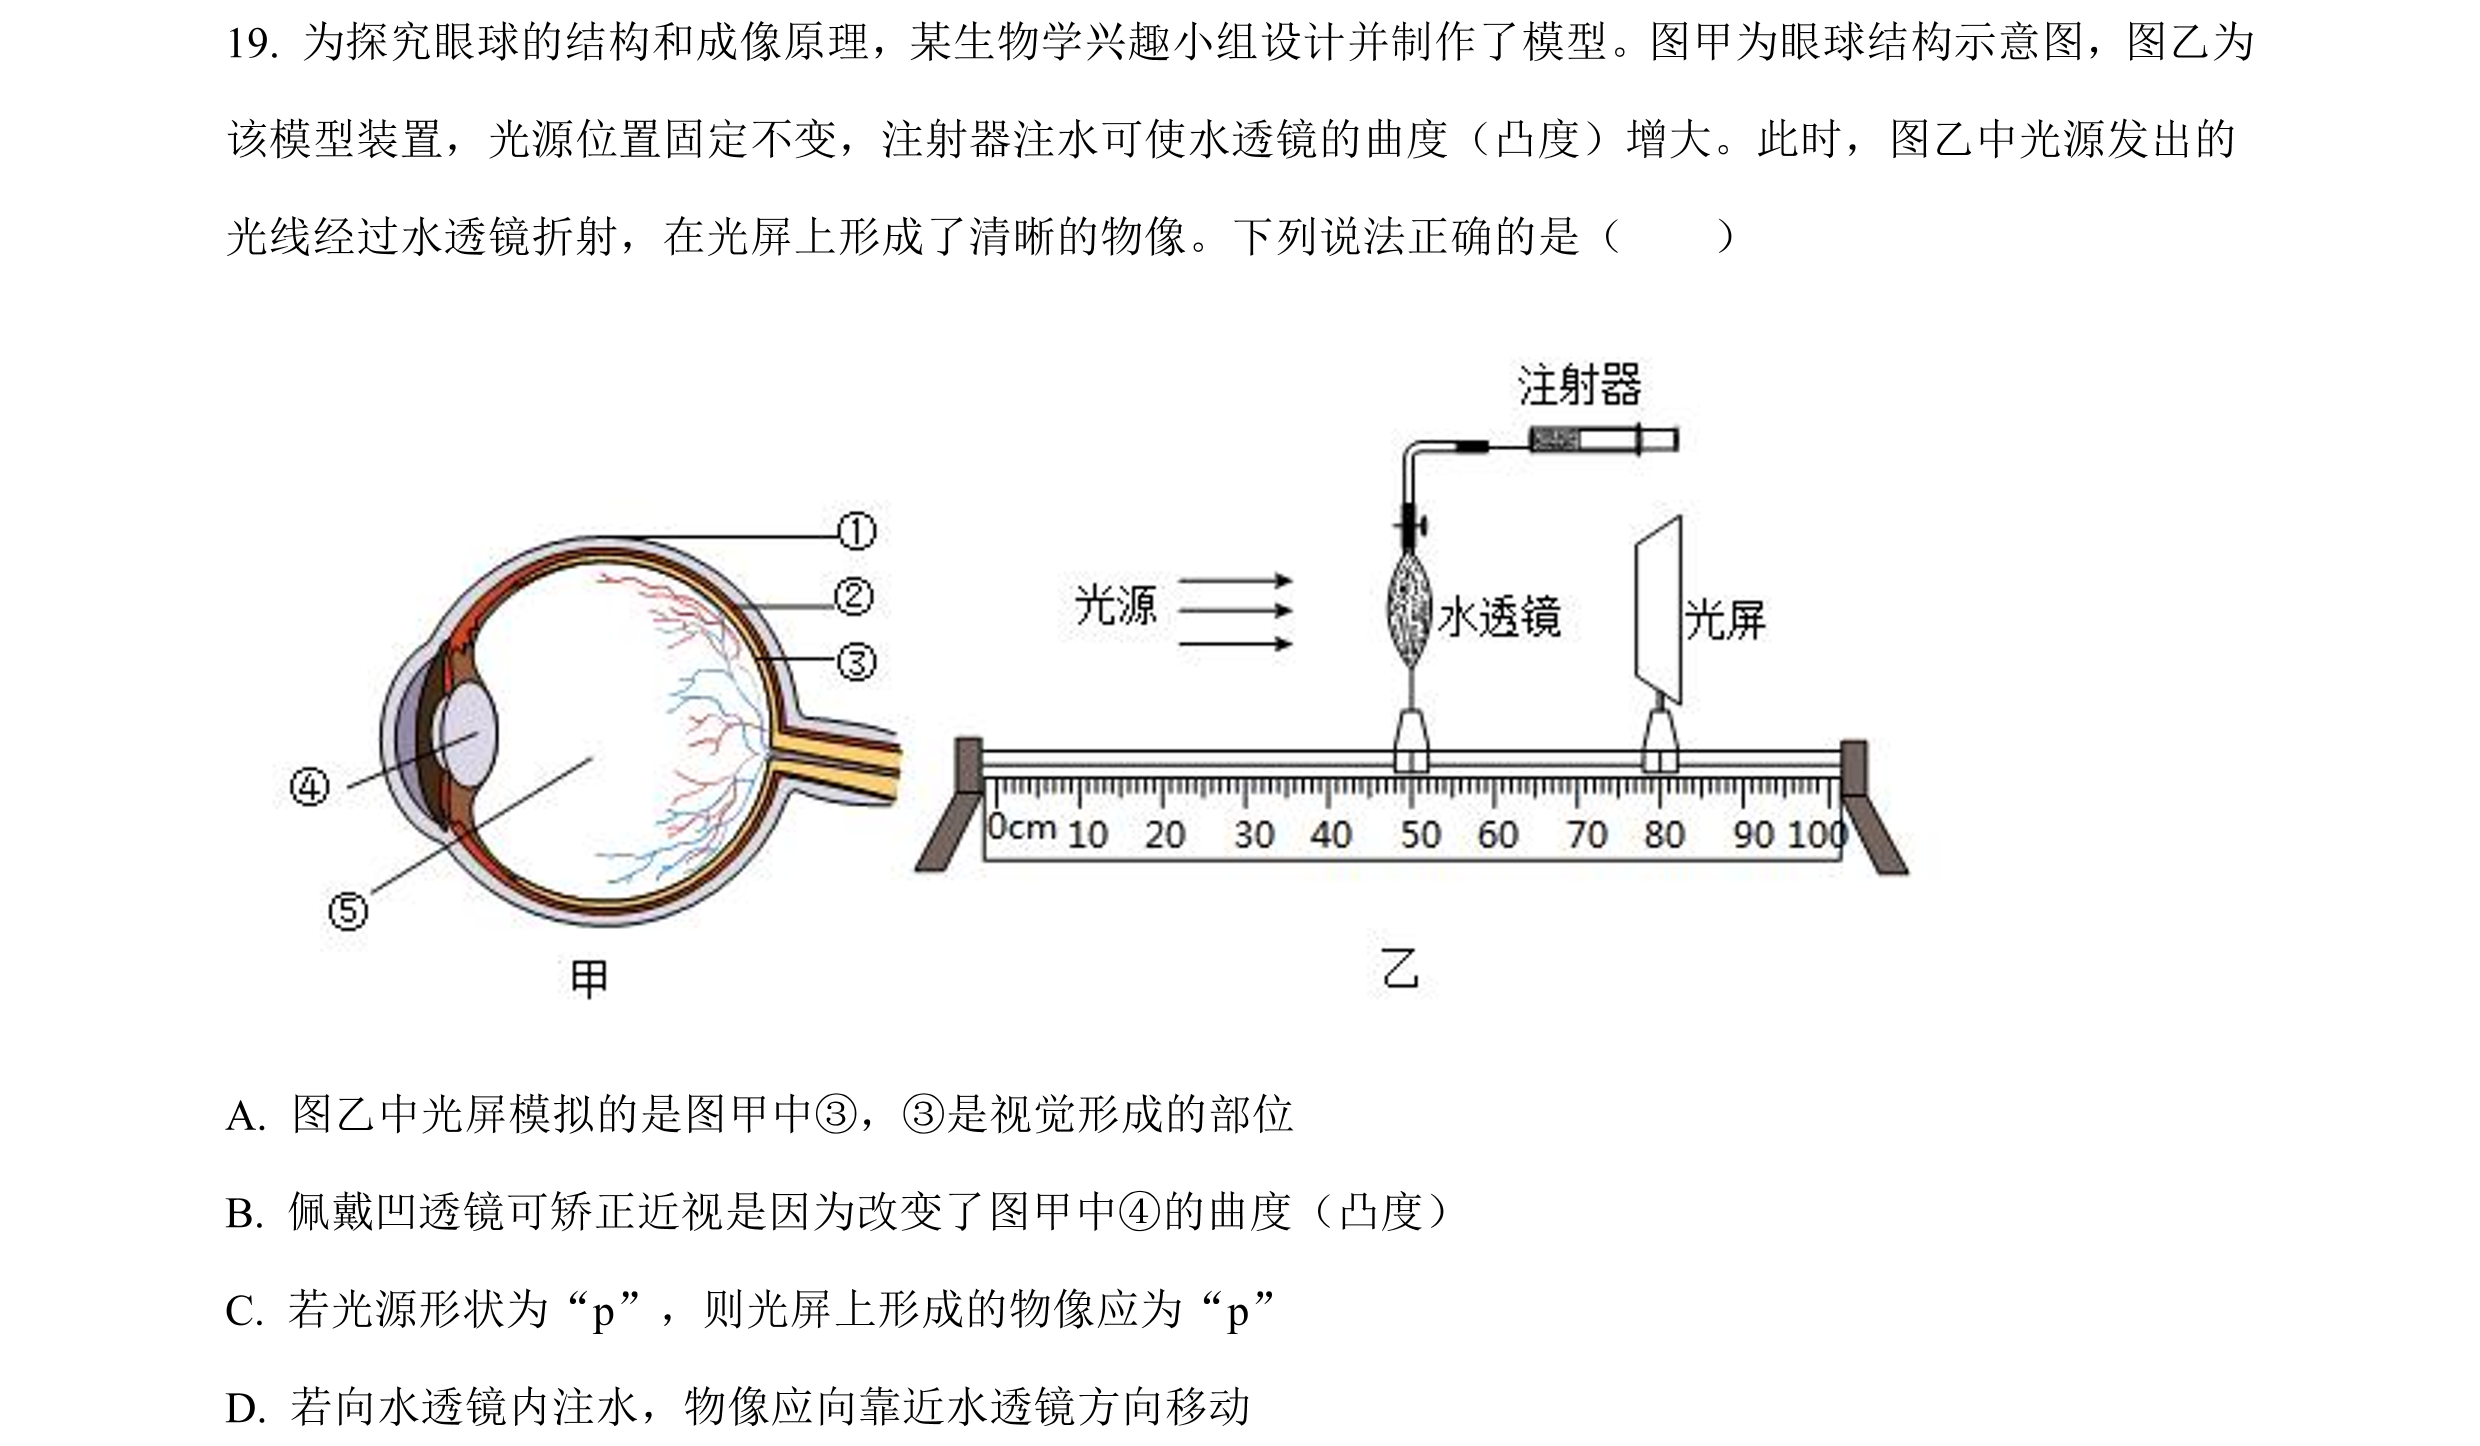 19. 为探究眼球的结构和成像原理，某生物学兴趣小组设计并制作了模型。图甲为眼球结构示意图，图乙为
该模型装置，光源位置固定不变，注射器注水可使水透镜的曲度（凸度）增大。此时，图乙中光源发出的
光线经过水透镜折射，在光屏上形成了清晰的物像。下列说法正确的是（　　）
注射器
①
②
③
④
⑤
光源
水透镜
光屏
0cm 10 20 30 40 50 60 70 80 90 100
甲
乙
A. 图乙中光屏模拟的是图甲中③，③是视觉形成的部位
B. 佩戴凹透镜可矫正近视是因为改变了图甲中④的曲度（凸度）
C. 若光源形状为“p”，则光屏上形成的物像应为“p”
D. 若向水透镜内注水，物像应向靠近水透镜方向移动